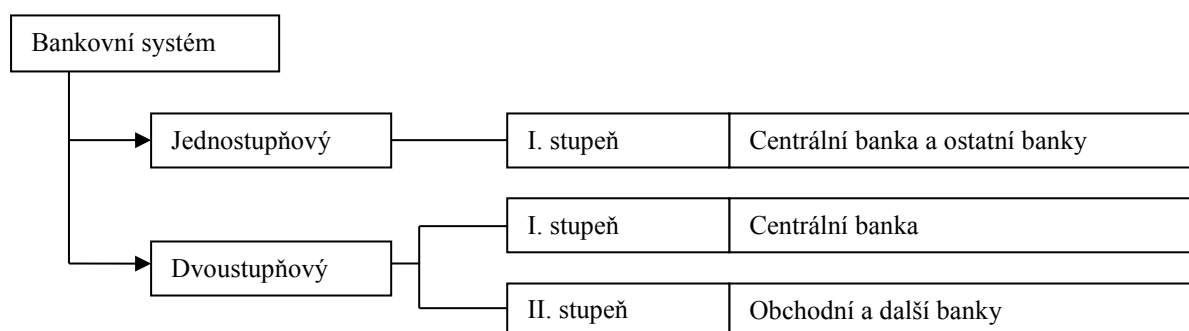 Bankovní systém
Jednostupňový
I. stupeň
Centrální banka a ostatní banky
Dvoustupňový
I. stupeň
Centrální banka
II. stupeň
Obchodní a další banky